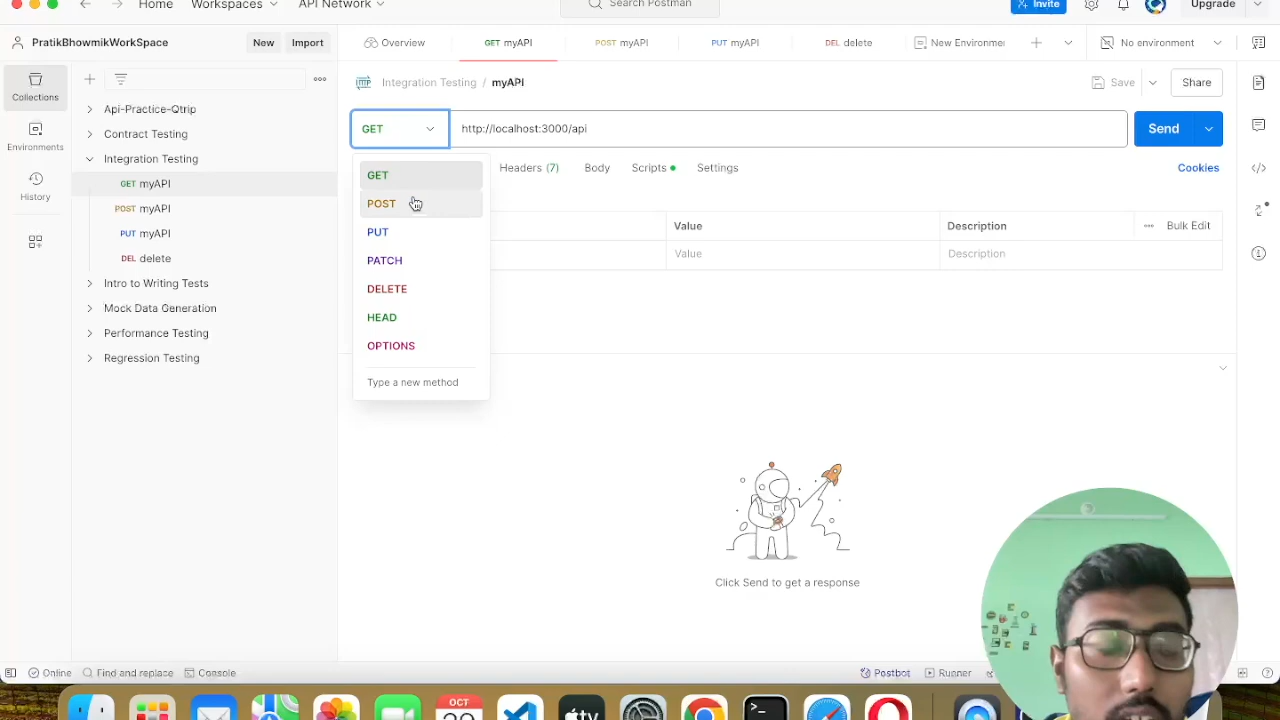 Home
Workspaces
API Network
Search Postman
Invite
Upgrade
PratikBhowmikWorkSpace
New
Import
Overview
GET myAPI
POST myAPI
PUT myAPI
DEL delete
New Environmen
No environment
Collections
Environments
History
Api-Practice-Qtrip
Contract Testing
Integration Testing
GET myAPI
POST myAPI
PUT myAPI
DEL delete
Intro to Writing Tests
Mock Data Generation
Performance Testing
Regression Testing
HTTP
Integration Testing / myAPI
Save
Share
GET
http://localhost:3000/api
Send
Headers (7)
Body
Scripts
Settings
Cookies
GET
POST
PUT
PATCH
DELETE
HEAD
OPTIONS
Type a new method
Value
Description
Bulk Edit
Value
Description
Click Send to get a response
Online
Find and replace
Console
Postbot
Runner
OCT
tv